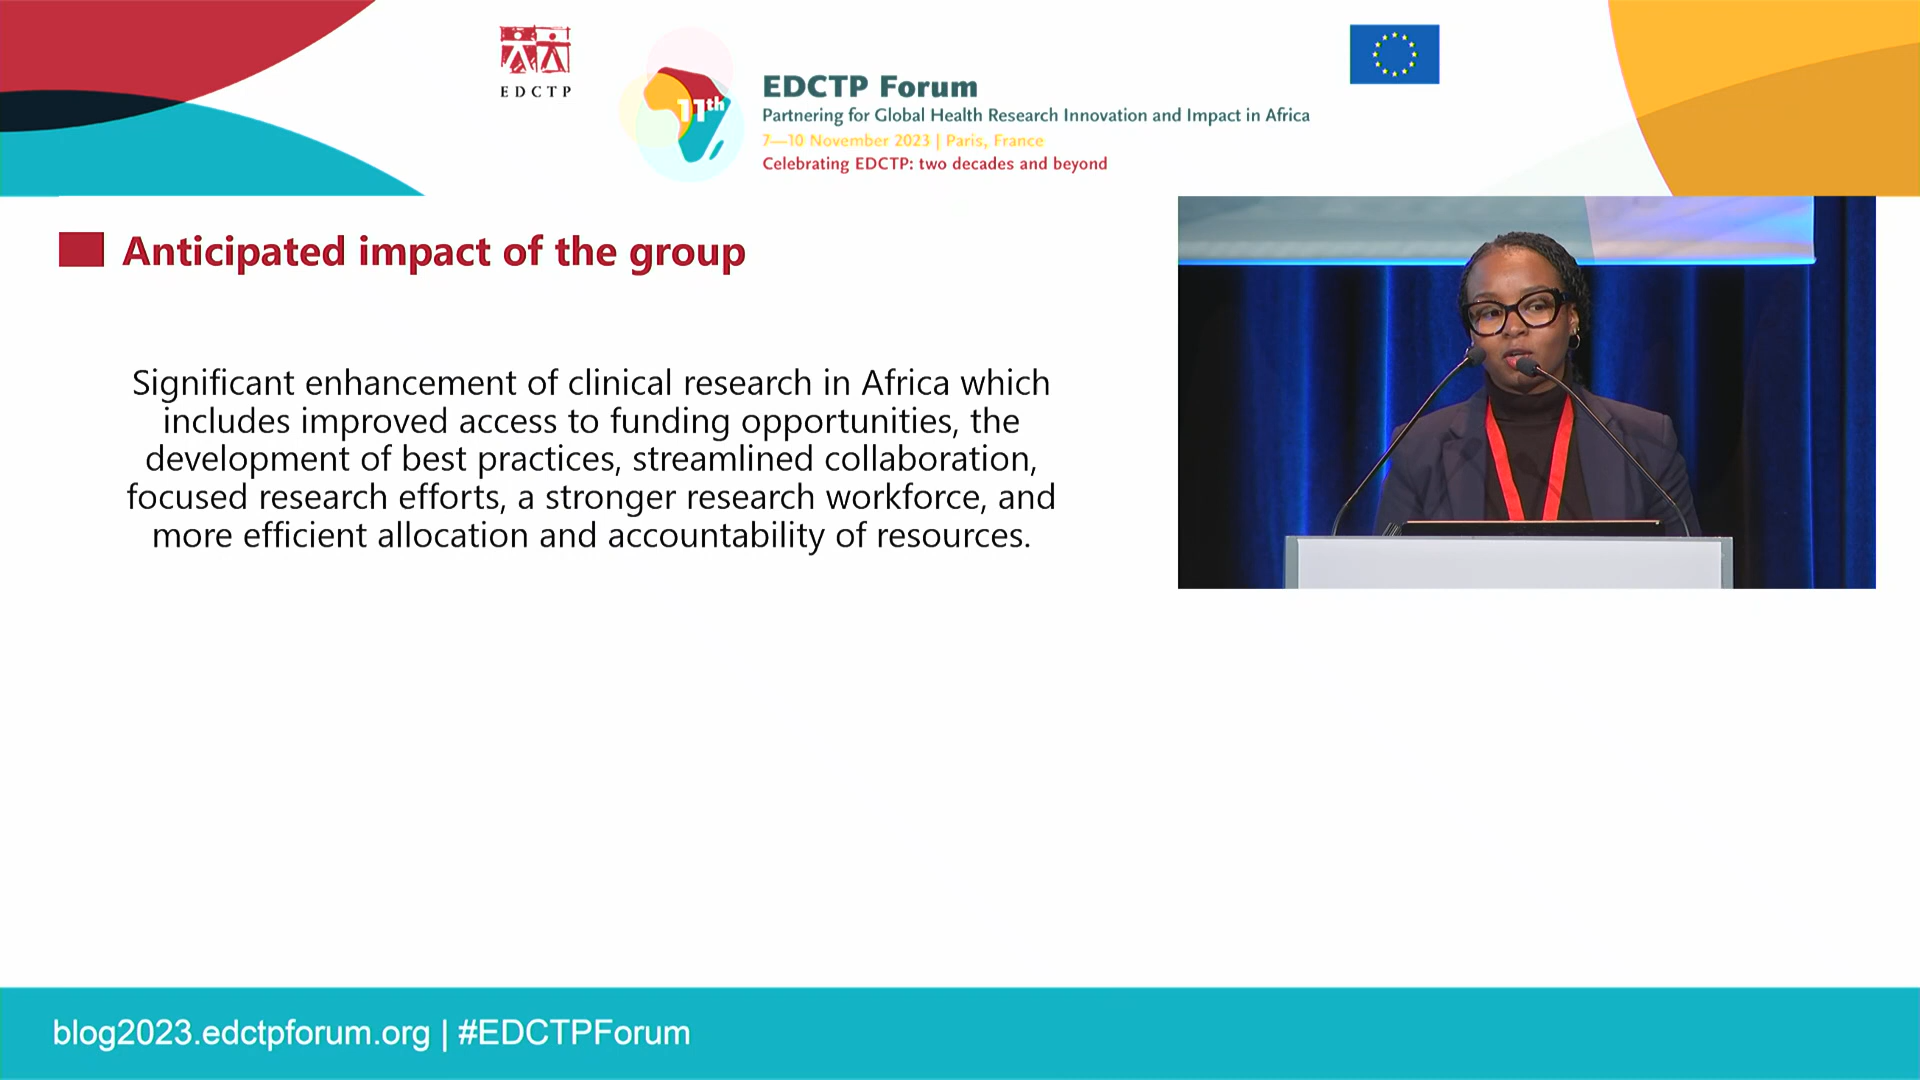 EDCTP
11th
EDCTP Forum
Partnering for Global Health Research Innovation and Impact in Africa
7—10 November 2023 | Paris, France
Celebrating EDCTP: two decades and beyond
Anticipated impact of the group
Significant enhancement of clinical research in Africa which
includes improved access to funding opportunities, the
development of best practices, streamlined collaboration,
focused research efforts, a stronger research workforce, and
more efficient allocation and accountability of resources.
blog2023.edctpforum.org | #EDCTPForum